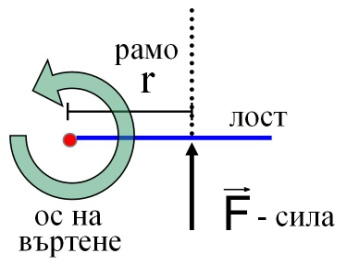 рамо
r
лост
F - сила
ос на
въртене